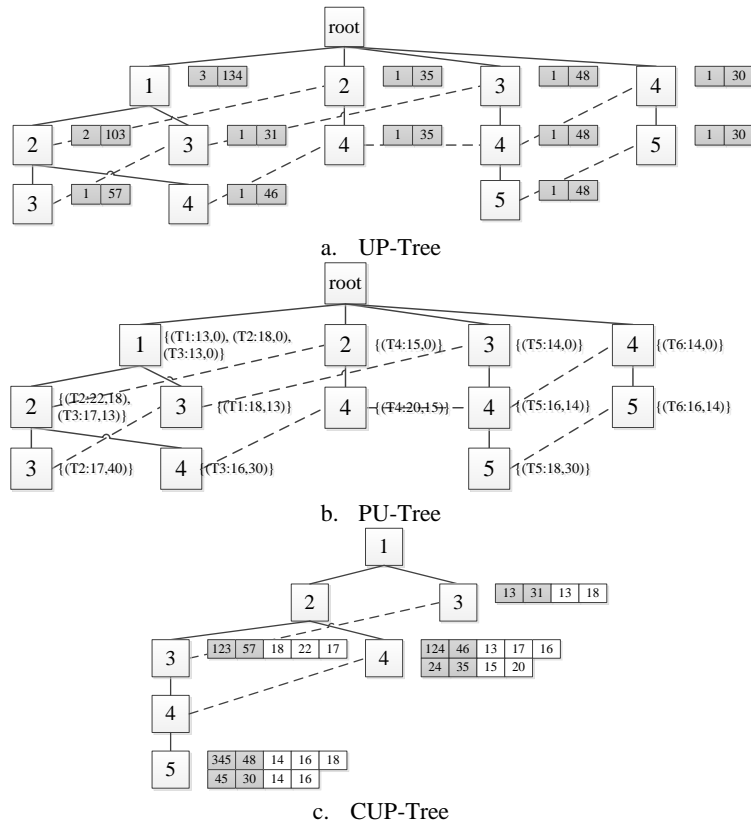 root
1 3 134 2 1 35 3 1 48 4 1 30
2 2 103 3 1 31 4 1 35 4 1 48 5 1 30
3 1 57 4 1 46 5 1 48
a. UP-Tree
root
1 {(T1:13,0), (T2:18,0), 2 {(T4:15,0)} 3 {(T5:14,0)} 4 {(T6:14,0)}
(T3:13,0)}
2 {(T2:22,18), 3 {(T1:18,13)} 4 {(T4:20,15)} 4 {(T5:16,14)} 5 {(T6:16,14)}
(T3:17,13)}
3 {(T2:17,40)} 4 {(T3:16,30)} 5 {(T5:18,30)}
b. PU-Tree
1
2 3 13 31 13 18
3 123 57 18 22 17 4 124 46 13 17 16
24 35 15 20
4
5 345 48 14 16 18
45 30 14 16
c. CUP-Tree